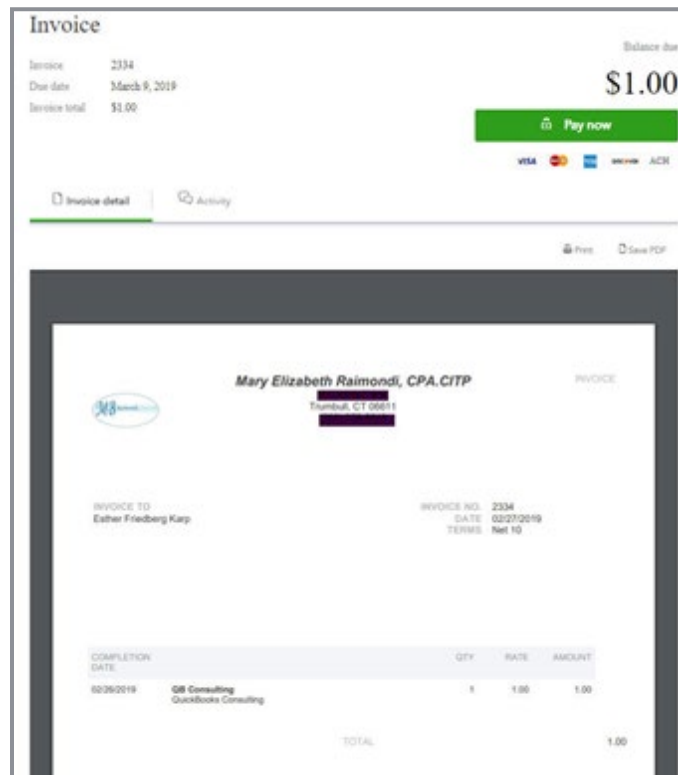 Invoice
Balance due
Invoice 2334
$1.00
Due date March 9, 2019
Invoice total $1.00
Pay now
VISA DISCOVER ACH
Invoice detail Activity
Print Save PDF
Mary Elizabeth Raimondi, CPA.CITP
INVOICE
Trumbull, CT 06611
MB
INVOICE TO
Esther Friedberg Karp
INVOICE NO. 2334
DATE 02/27/2019
TERMS Net 10
COMPLETION DATE QTY RATE AMOUNT
02/26/2019 QB Consulting 1 1.00 1.00
QuickBooks Consulting
TOTAL 1.00